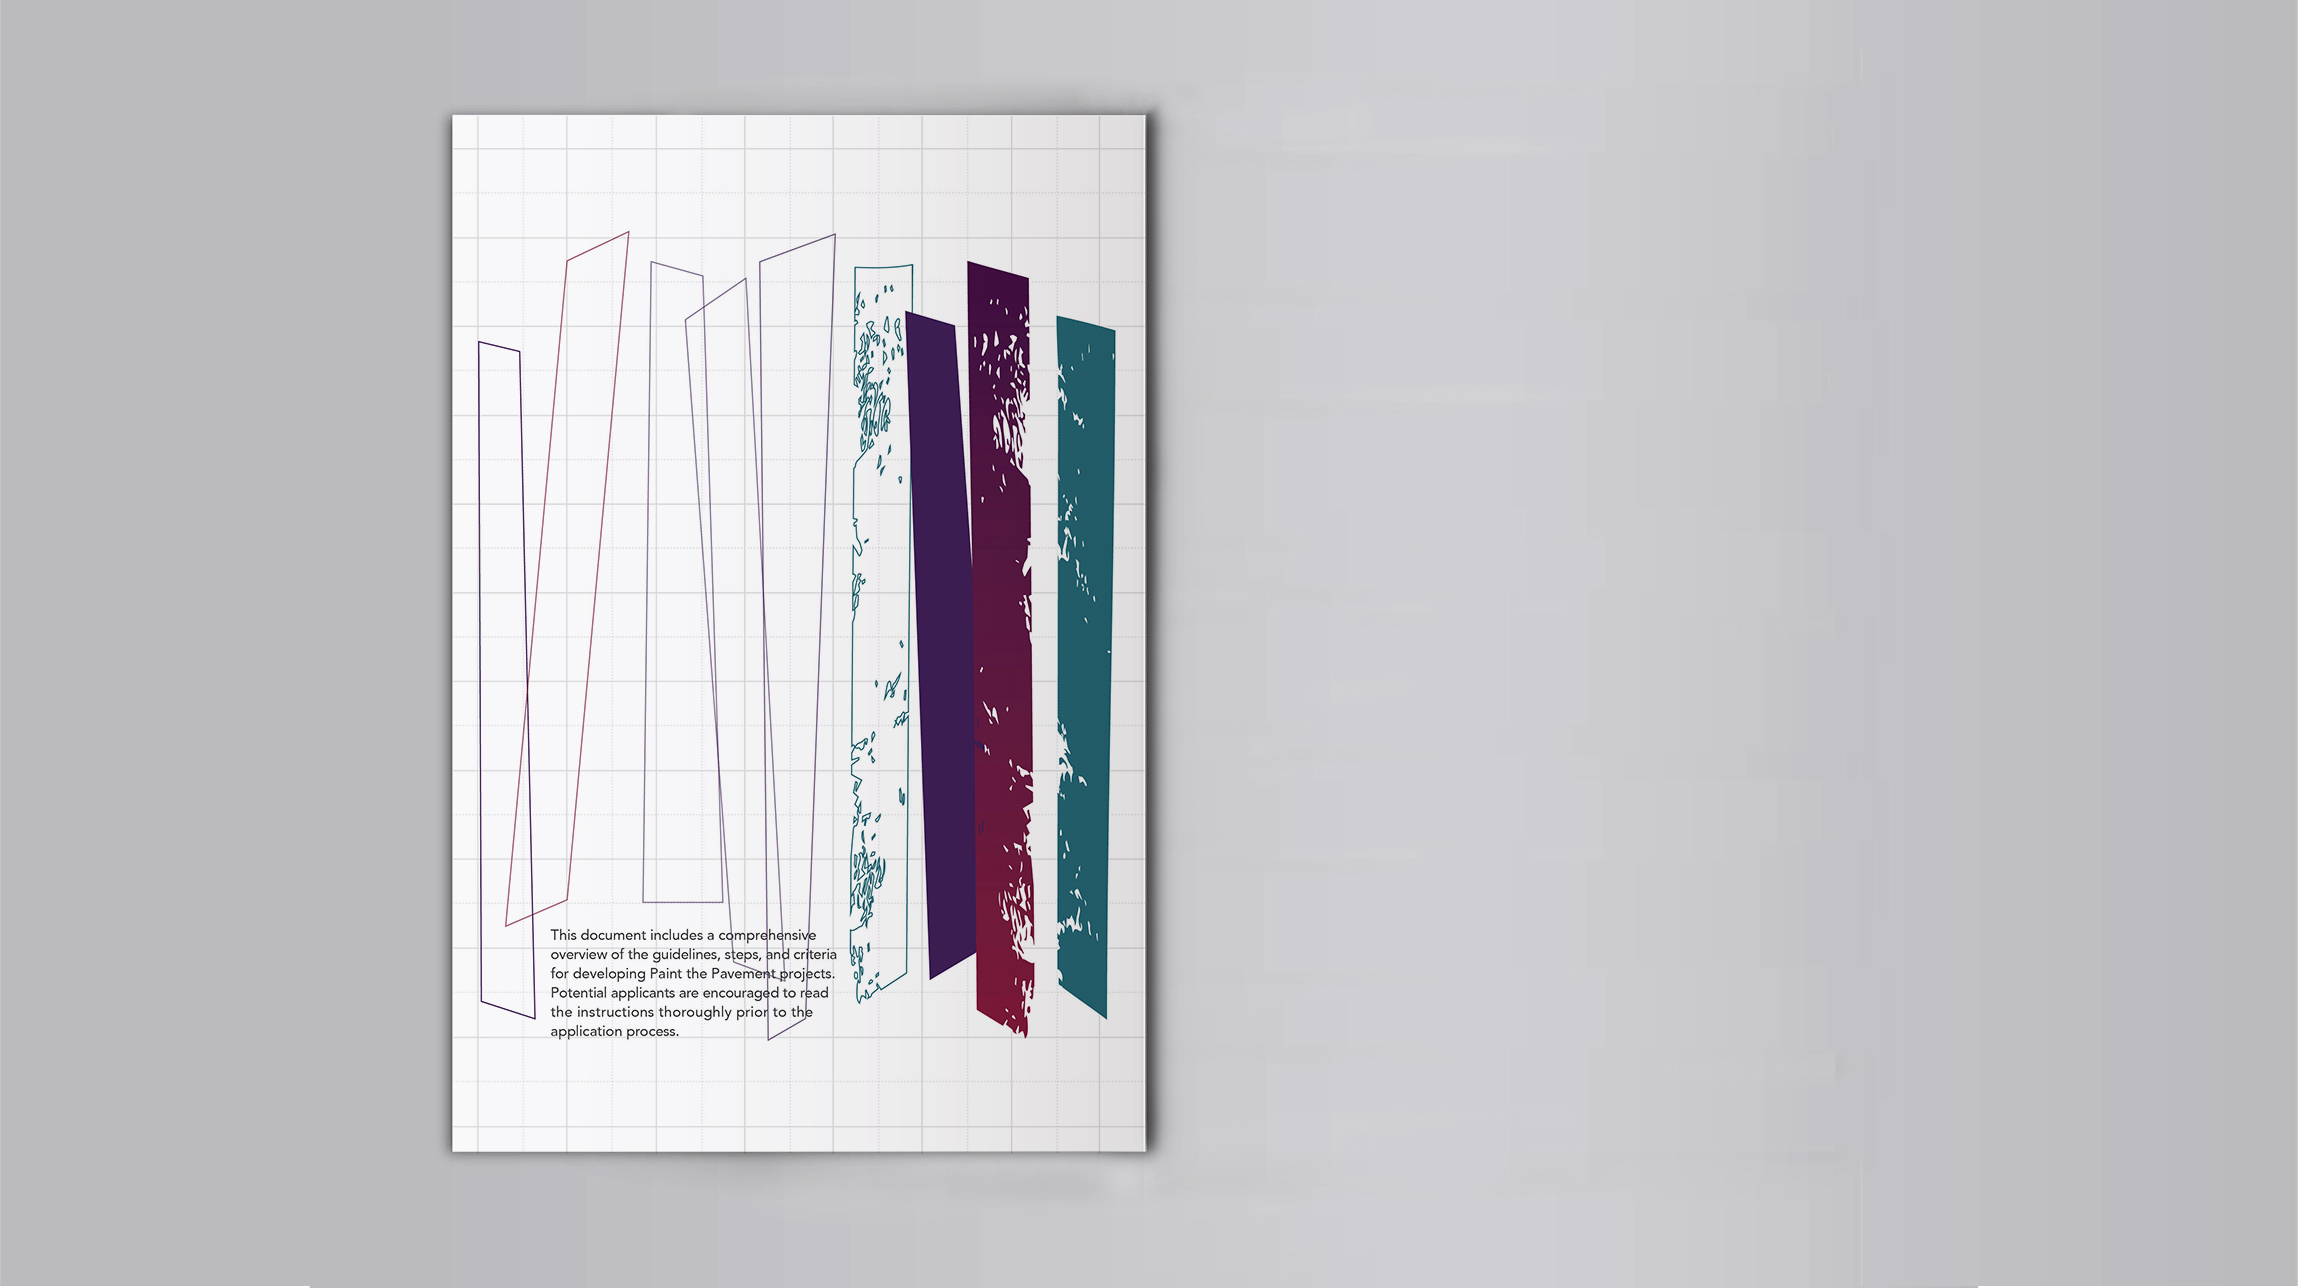 This document includes a comprehensive
overview of the guidelines, steps, and criteria
for developing Paint the Pavement projects.
Potential applicants are encouraged to read
the instructions thoroughly prior to the
application process.